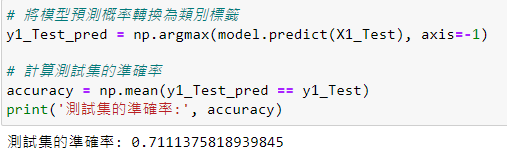 # 將模型預測概率轉換為類別標籤
y1_Test_pred = np.argmax(model.predict(X1_Test), axis=-1)
# 計算測試集的準確率
accuracy = np.mean(y1_Test_pred == y1_Test)
print('測試集的準確率:', accuracy)
測試集的準確率: 0.7111375818939845